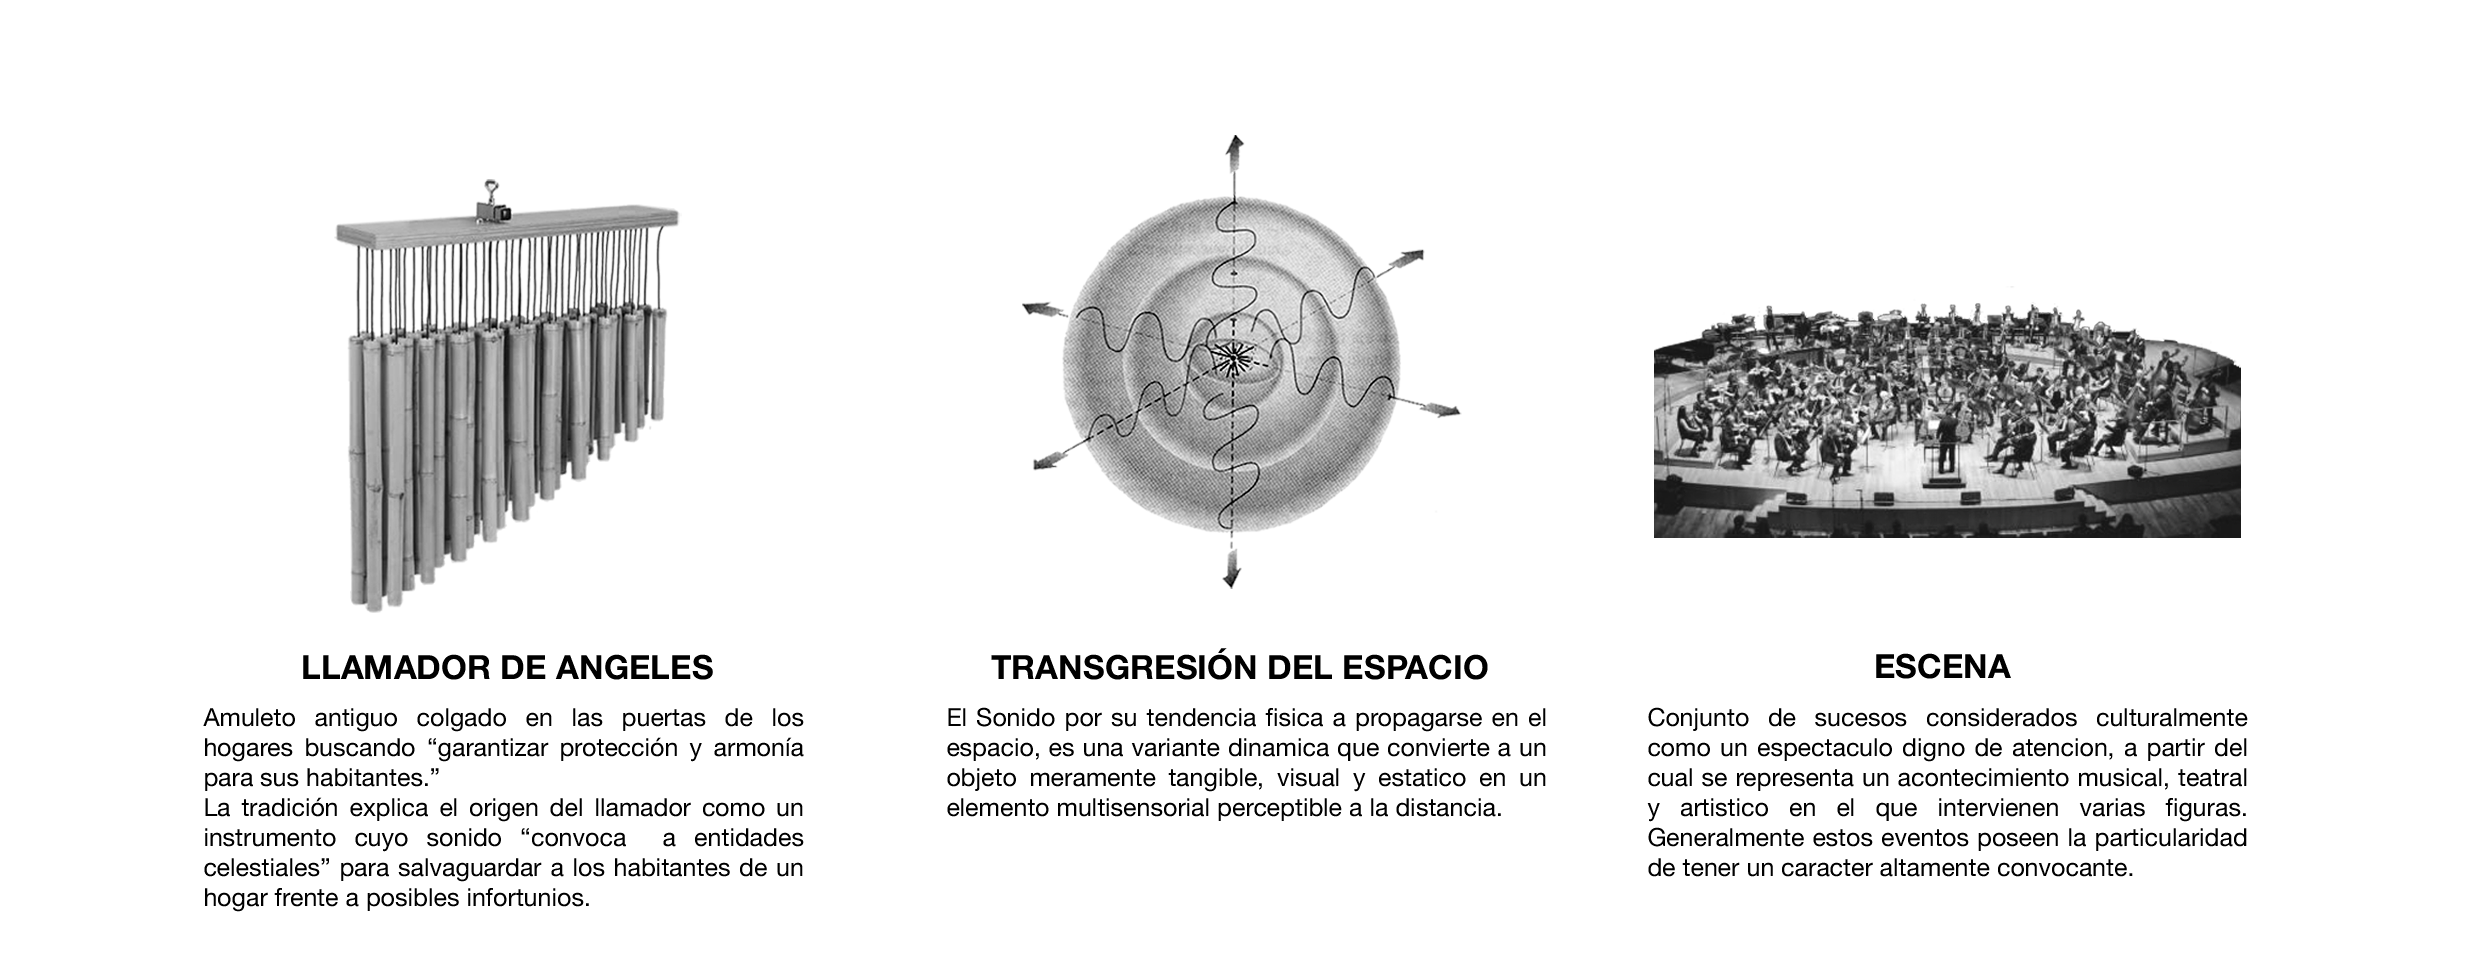 LLAMADOR DE ANGELES
Amuleto antiguo colgado en las puertas de los
hogares buscando “garantizar protección y armonía
para sus habitantes.”
La tradición explica el origen del llamador como un
instrumento cuyo sonido “convoca a entidades
celestiales” para salvaguardar a los habitantes de un
hogar frente a posibles infortunios.
TRANSGRESIÓN DEL ESPACIO
El Sonido por su tendencia fisica a propagarse en el
espacio, es una variante dinamica que convierte a un
objeto meramente tangible, visual y estatico en un
elemento multisensorial perceptible a la distancia.
ESCENA
Conjunto de sucesos considerados culturalmente
como un espectaculo digno de atencion, a partir del
cual se representa un acontecimiento musical, teatral
y artistico en el que intervienen varias figuras.
Generalmente estos eventos poseen la particularidad
de tener un caracter altamente convocante.